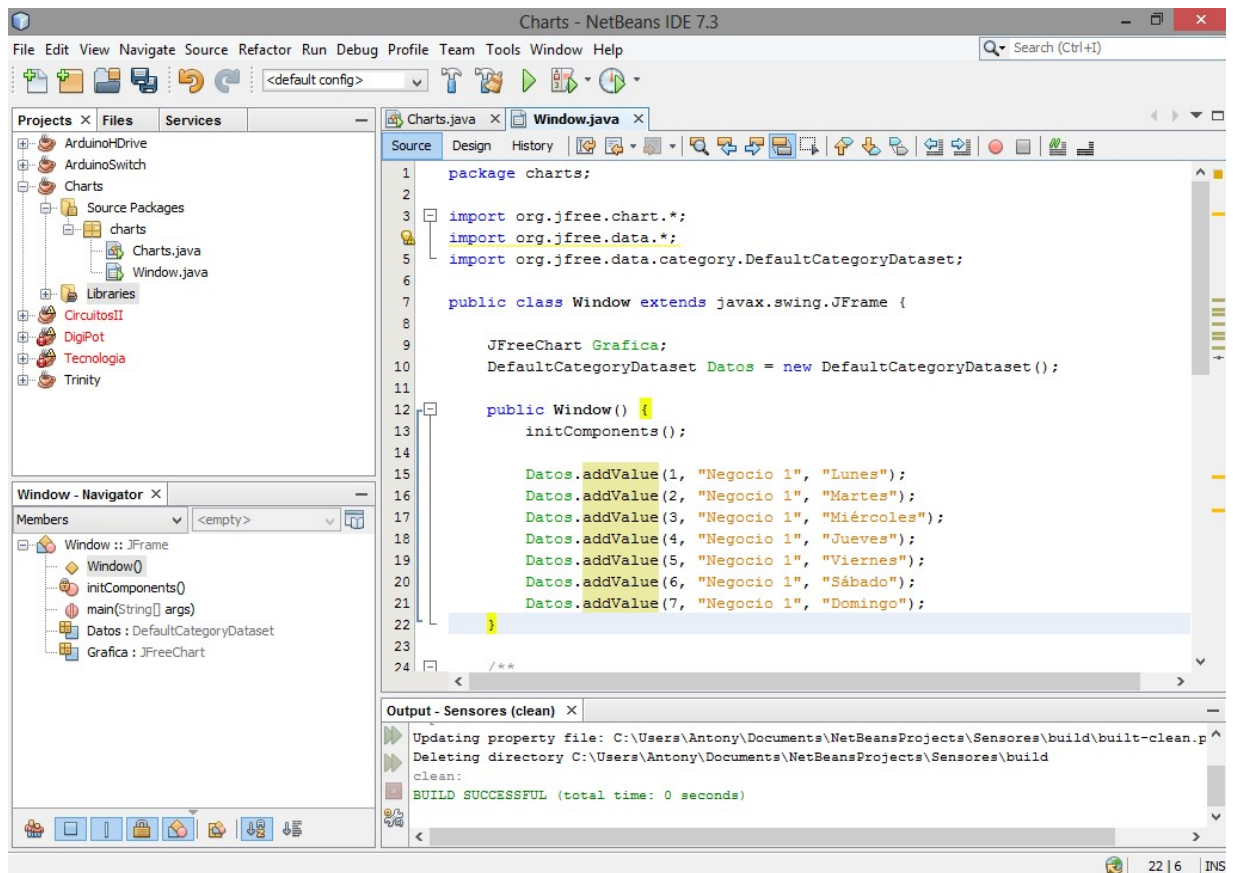 Charts - NetBeans IDE 7.3
File Edit View Navigate Source Refactor Run Debug Profile Team Tools Window Help
Search (Ctrl+I)
<default config>
Projects Files Services
ArduinoHDrive
ArduinoSwitch
Charts
Source Packages
charts
Charts.java
Window.java
Libraries
CircuitosII
DigiPot
Tecnologia
Trinity
Window - Navigator
Members <empty>
Window :: JFrame
Window()
initComponents()
main(String[] args)
Datos : DefaultCategoryDataset
Grafica : JFreeChart
Charts.java Window.java
Source Design History
1 package charts;
2
3 import org.jfree.chart.*;
import org.jfree.data.*;
5 import org.jfree.data.category.DefaultCategoryDataset;
6
7 public class Window extends javax.swing.JFrame {
8
9 JFreeChart Grafica;
10 DefaultCategoryDataset Datos = new DefaultCategoryDataset();
11
12 public Window() {
13 initComponents();
14
15 Datos.addValue(1, "Negocio 1", "Lunes");
16 Datos.addValue(2, "Negocio 1", "Martes");
17 Datos.addValue(3, "Negocio 1", "Miércoles");
18 Datos.addValue(4, "Negocio 1", "Jueves");
19 Datos.addValue(5, "Negocio 1", "Viernes");
20 Datos.addValue(6, "Negocio 1", "Sábado");
21 Datos.addValue(7, "Negocio 1", "Domingo");
22 }
23
24 /**
Output - Sensores (clean)
Updating property file: C:\Users\Antony\Documents\NetBeansProjects\Sensores\build\built-clean.p
Deleting directory C:\Users\Antony\Documents\NetBeansProjects\Sensores\build
clean:
BUILD SUCCESSFUL (total time: 0 seconds)
22 | 6 INS